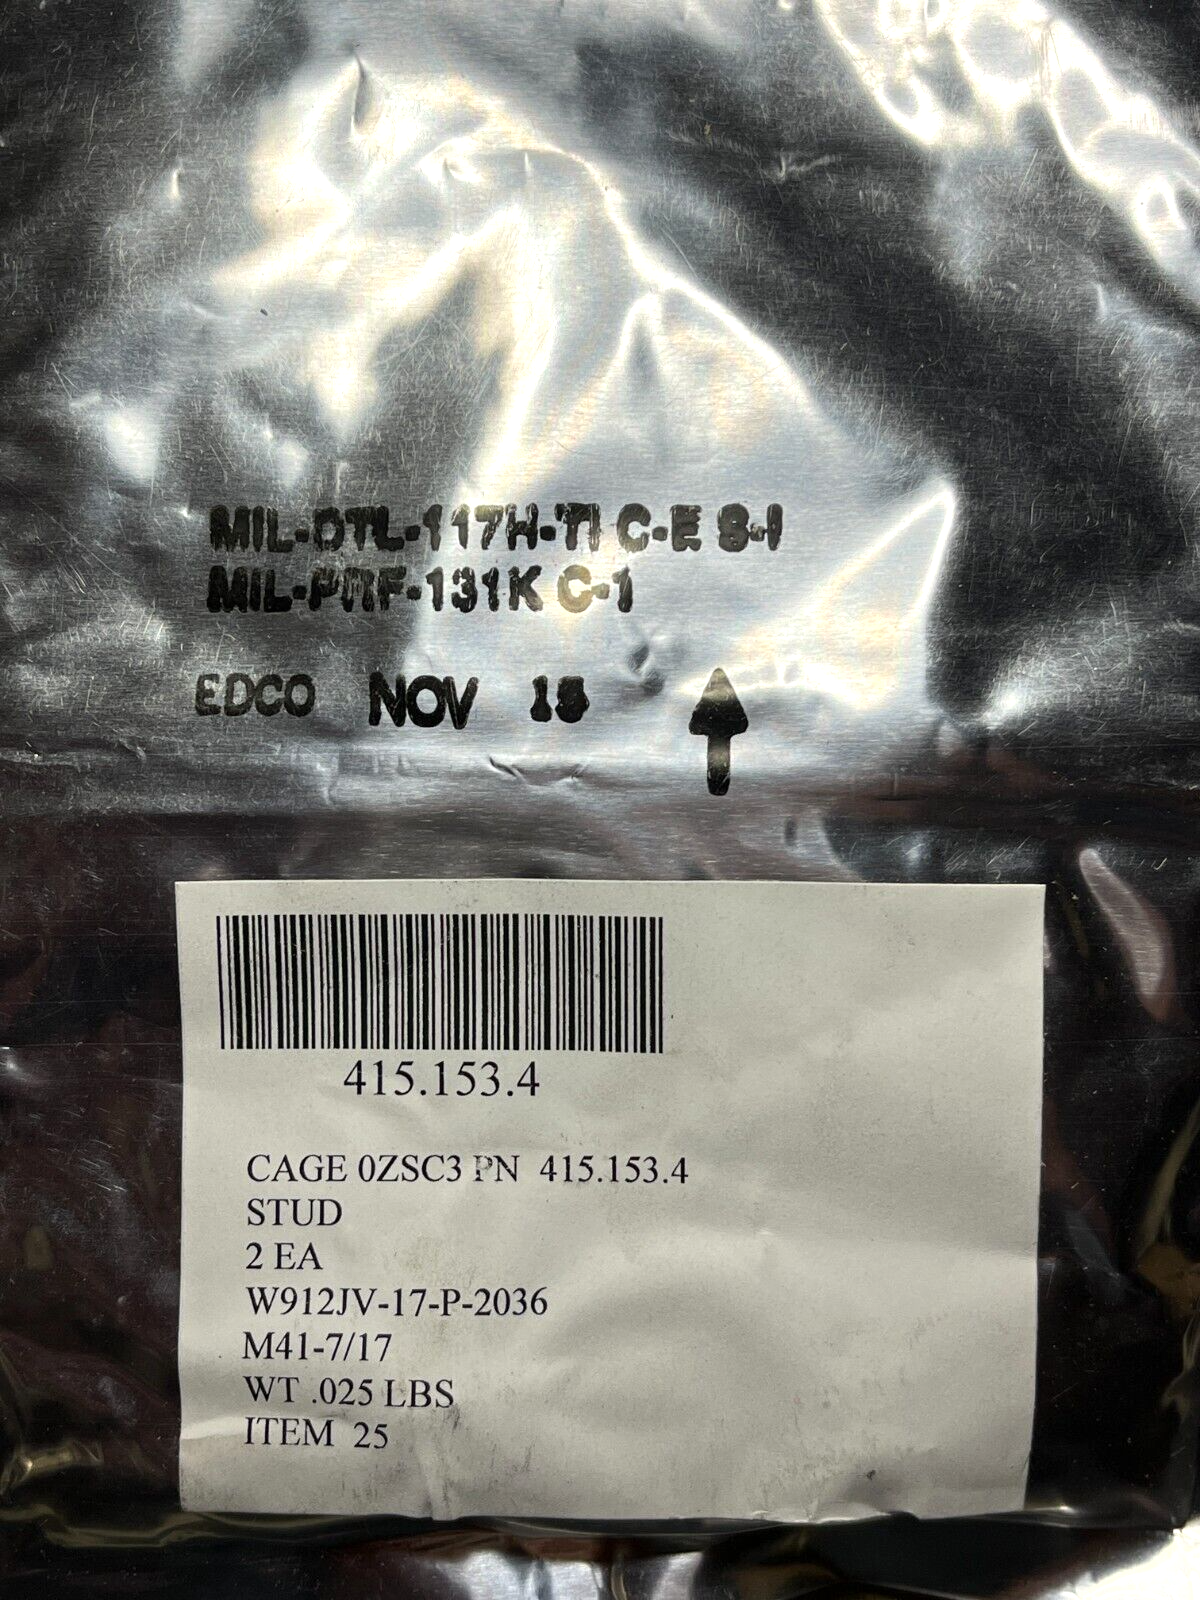 MIL-DTL-117H-TI C-E S-I
MIL-PRF-131K C-1
EDCO NOV 15
415.153.4
CAGE 0ZSC3 PN 415.153.4
STUD
2 EA
W912JV-17-P-2036
M41-7/17
WT .025 LBS
ITEM 25